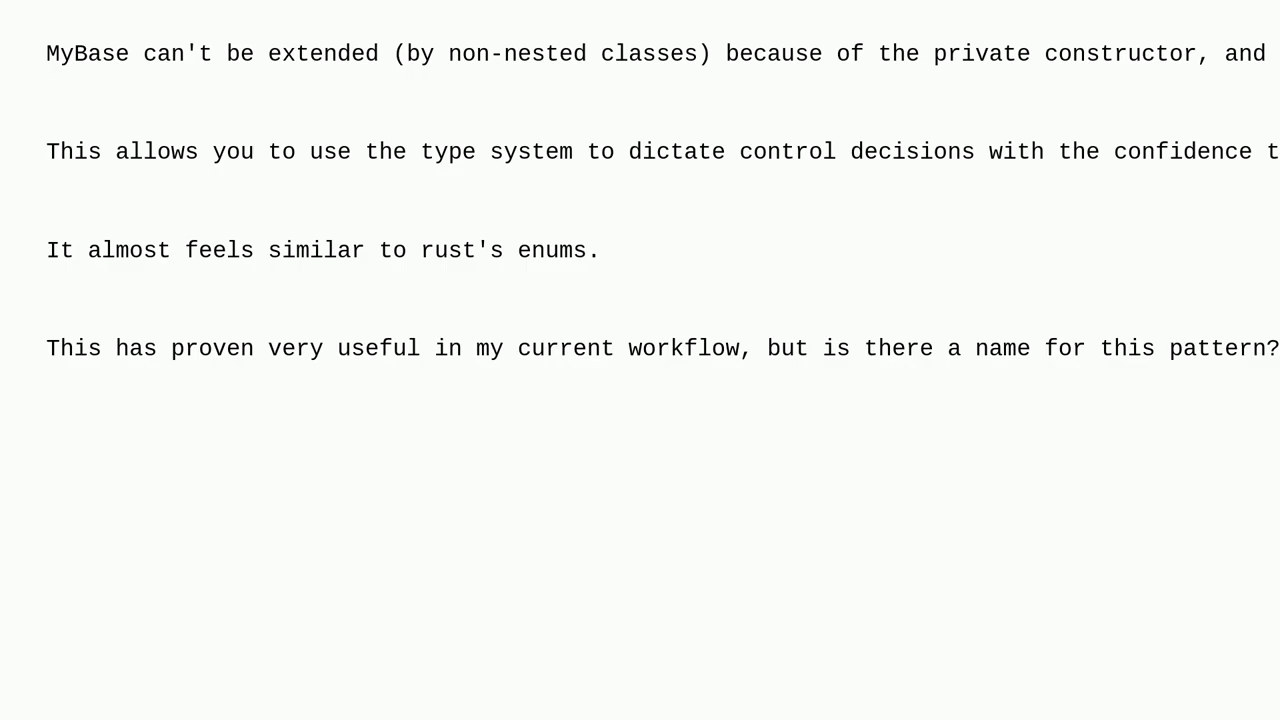 MyBase can't be extended (by non-nested classes) because of the private constructor, and
This allows you to use the type system to dictate control decisions with the confidence
It almost feels similar to rust's enums.
This has proven very useful in my current workflow, but is there a name for this pattern?